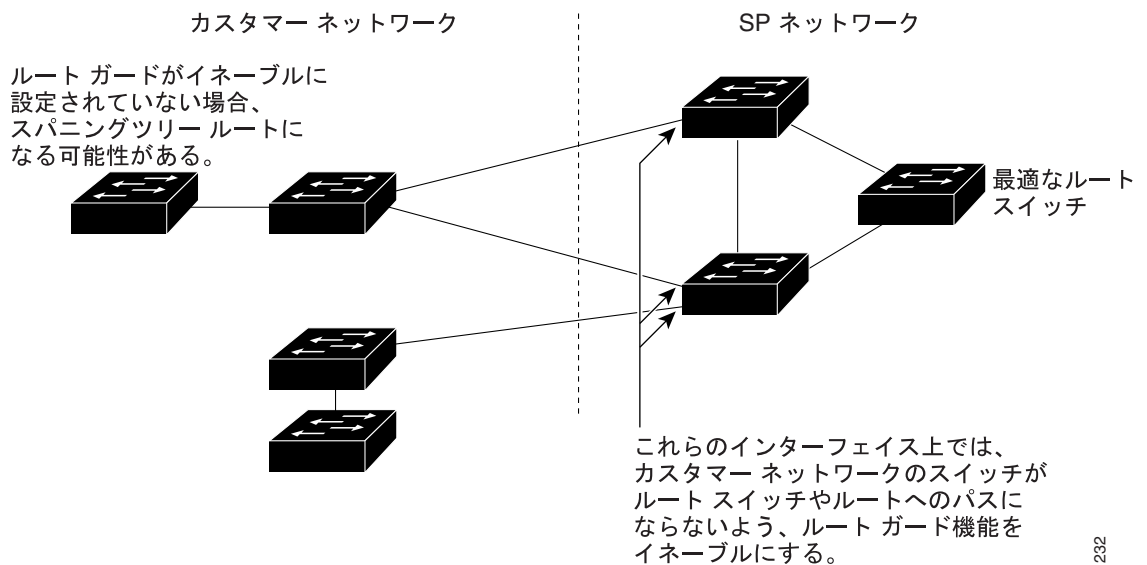 カスタマー ネットワーク
SP ネットワーク
ルート ガードがイネーブルに
設定されていない場合、
スパニングツリー ルートに
なる可能性がある。
最適なルート
スイッチ
これらのインターフェイス上では、
カスタマー ネットワークのスイッチが
ルート スイッチやルートへのパスに
ならないよう、ルート ガード機能を
イネーブルにする。
232